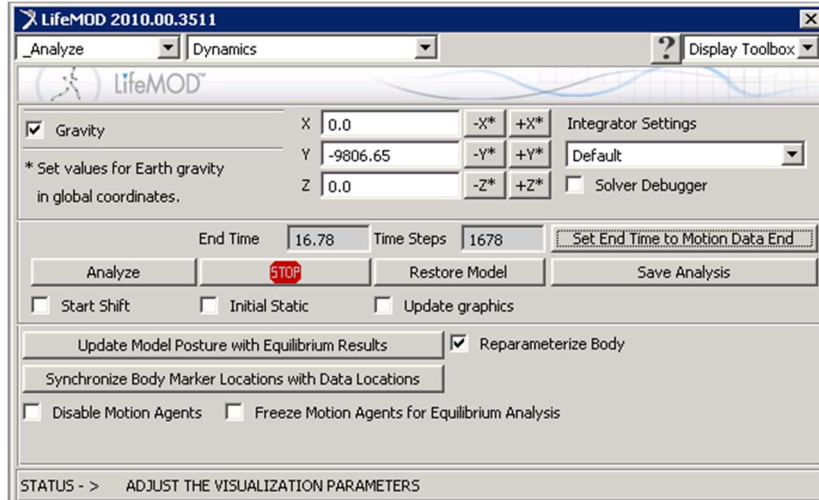 LifeMOD 2010.00.3511
_Analyze Dynamics ? Display Toolbox
LifeMOD™
Gravity X 0.0 -X* +X* Integrator Settings
Y -9806.65 -Y* +Y* Default
* Set values for Earth gravity
in global coordinates.
Z 0.0 -Z* +Z* Solver Debugger
End Time 16.78 Time Steps 1678 Set End Time to Motion Data End
Analyze STOP Restore Model Save Analysis
Start Shift Initial Static Update graphics
Update Model Posture with Equilibrium Results Reparameterize Body
Synchronize Body Marker Locations with Data Locations
Disable Motion Agents Freeze Motion Agents for Equilibrium Analysis
STATUS - > ADJUST THE VISUALIZATION PARAMETERS